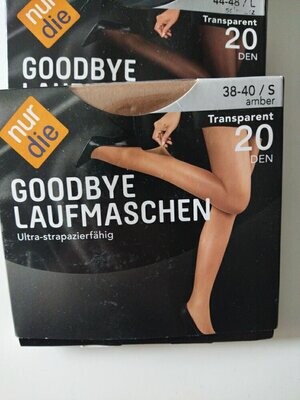 nur
die
44-48 / L
Transparent
20
DEN
GOODBYE
38-40 / S
amber
Transparent
20
DEN
nur
die
GOODBYE
LAUFMASCHEN
Ultra-strapazierfähig